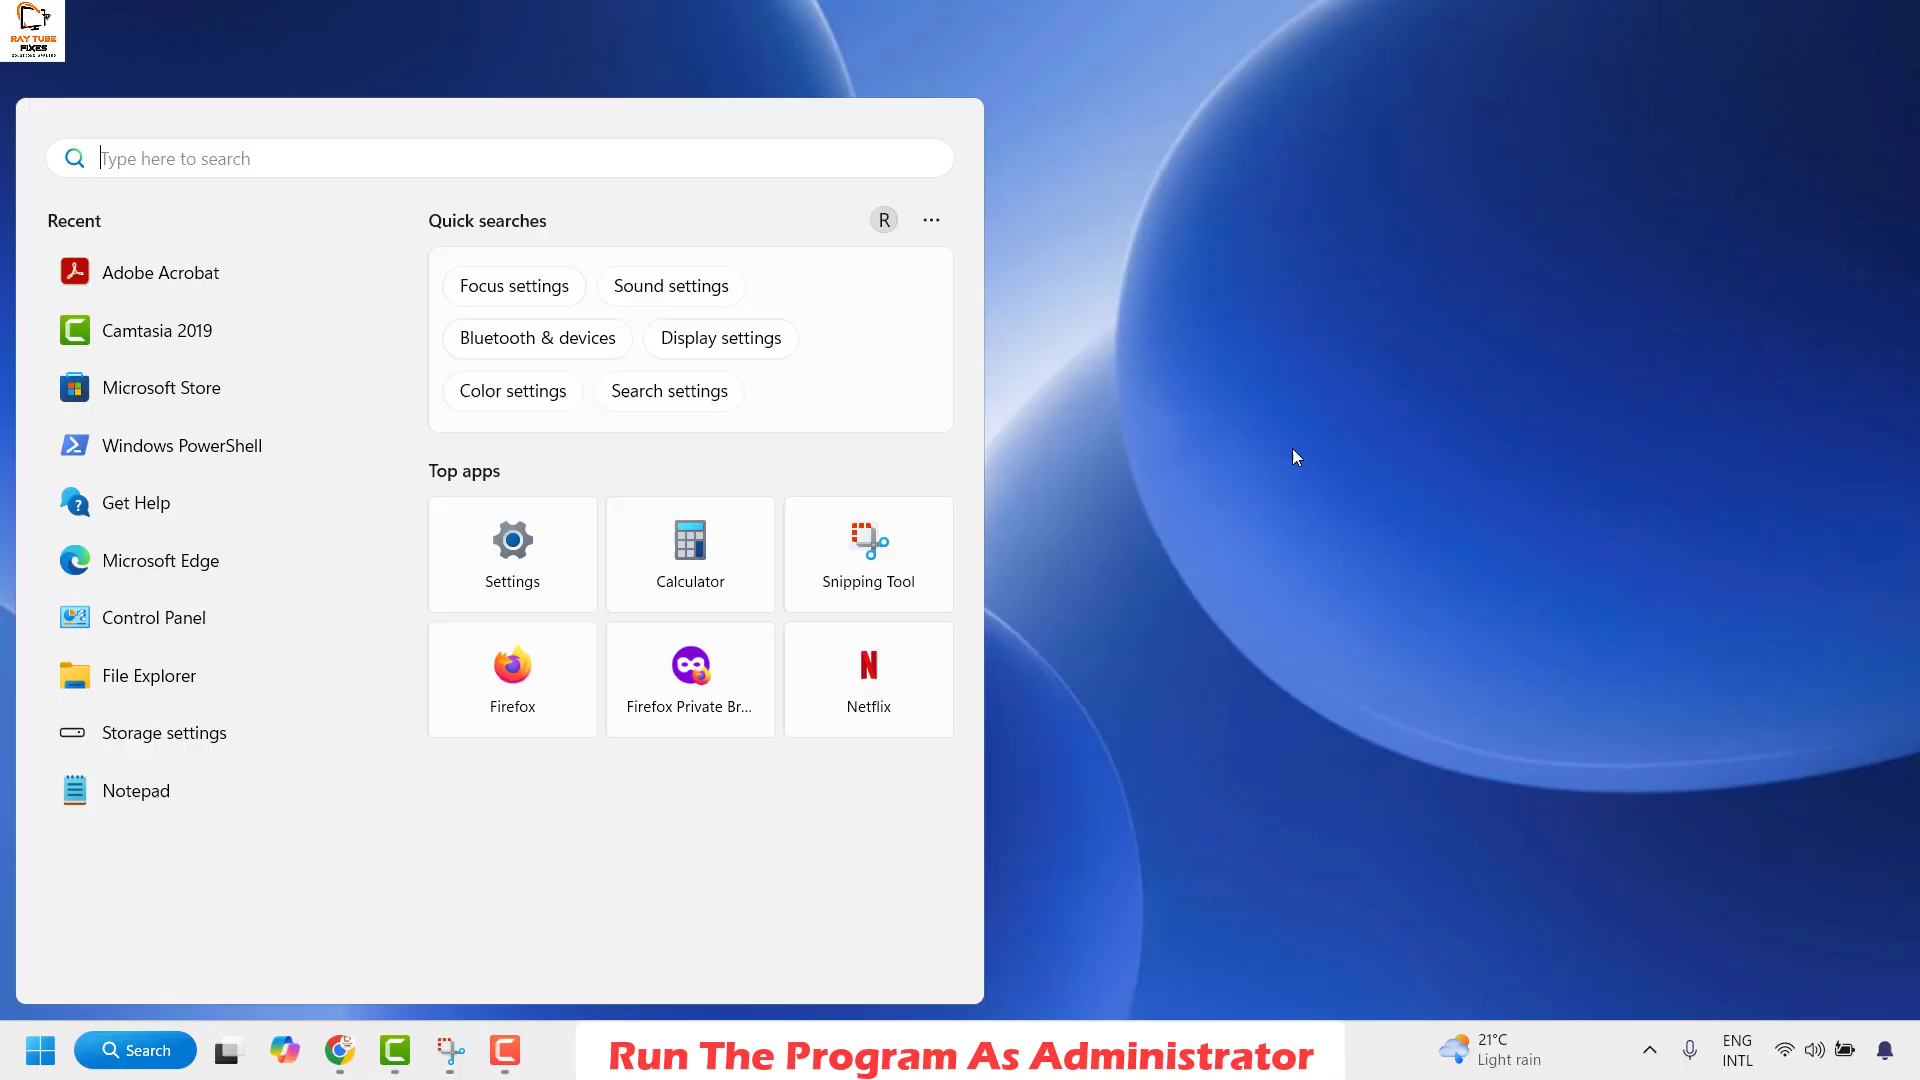 RAY TUBE
FIXES
SOLUTIONS APPLIED
Type here to search
Recent
Adobe Acrobat
Camtasia 2019
Microsoft Store
Windows PowerShell
Get Help
Microsoft Edge
Control Panel
File Explorer
Storage settings
Notepad
Quick searches
R
Focus settings
Sound settings
Bluetooth & devices
Display settings
Color settings
Search settings
Top apps
Settings
Calculator
Snipping Tool
Firefox
Firefox Private Br...
Netflix
Search
Run The Program As Administrator
21°C
Light rain
ENG
INTL